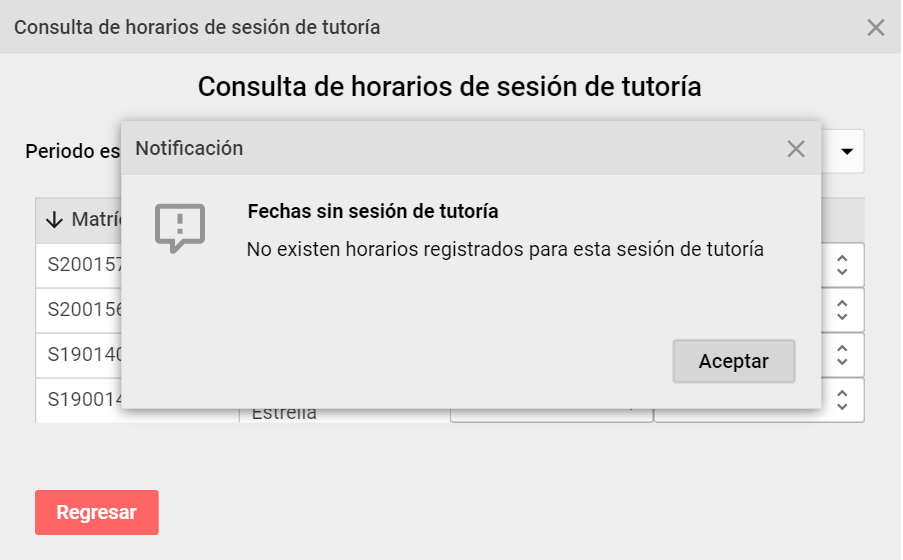 Consulta de horarios de sesión de tutoría
Consulta de horarios de sesión de tutoría
Periodo es
Notificación
Fechas sin sesión de tutoría
No existen horarios registrados para esta sesión de tutoría
Aceptar
Matríc
S200157
S200156
S190140
S190014
Estrella
Regresar